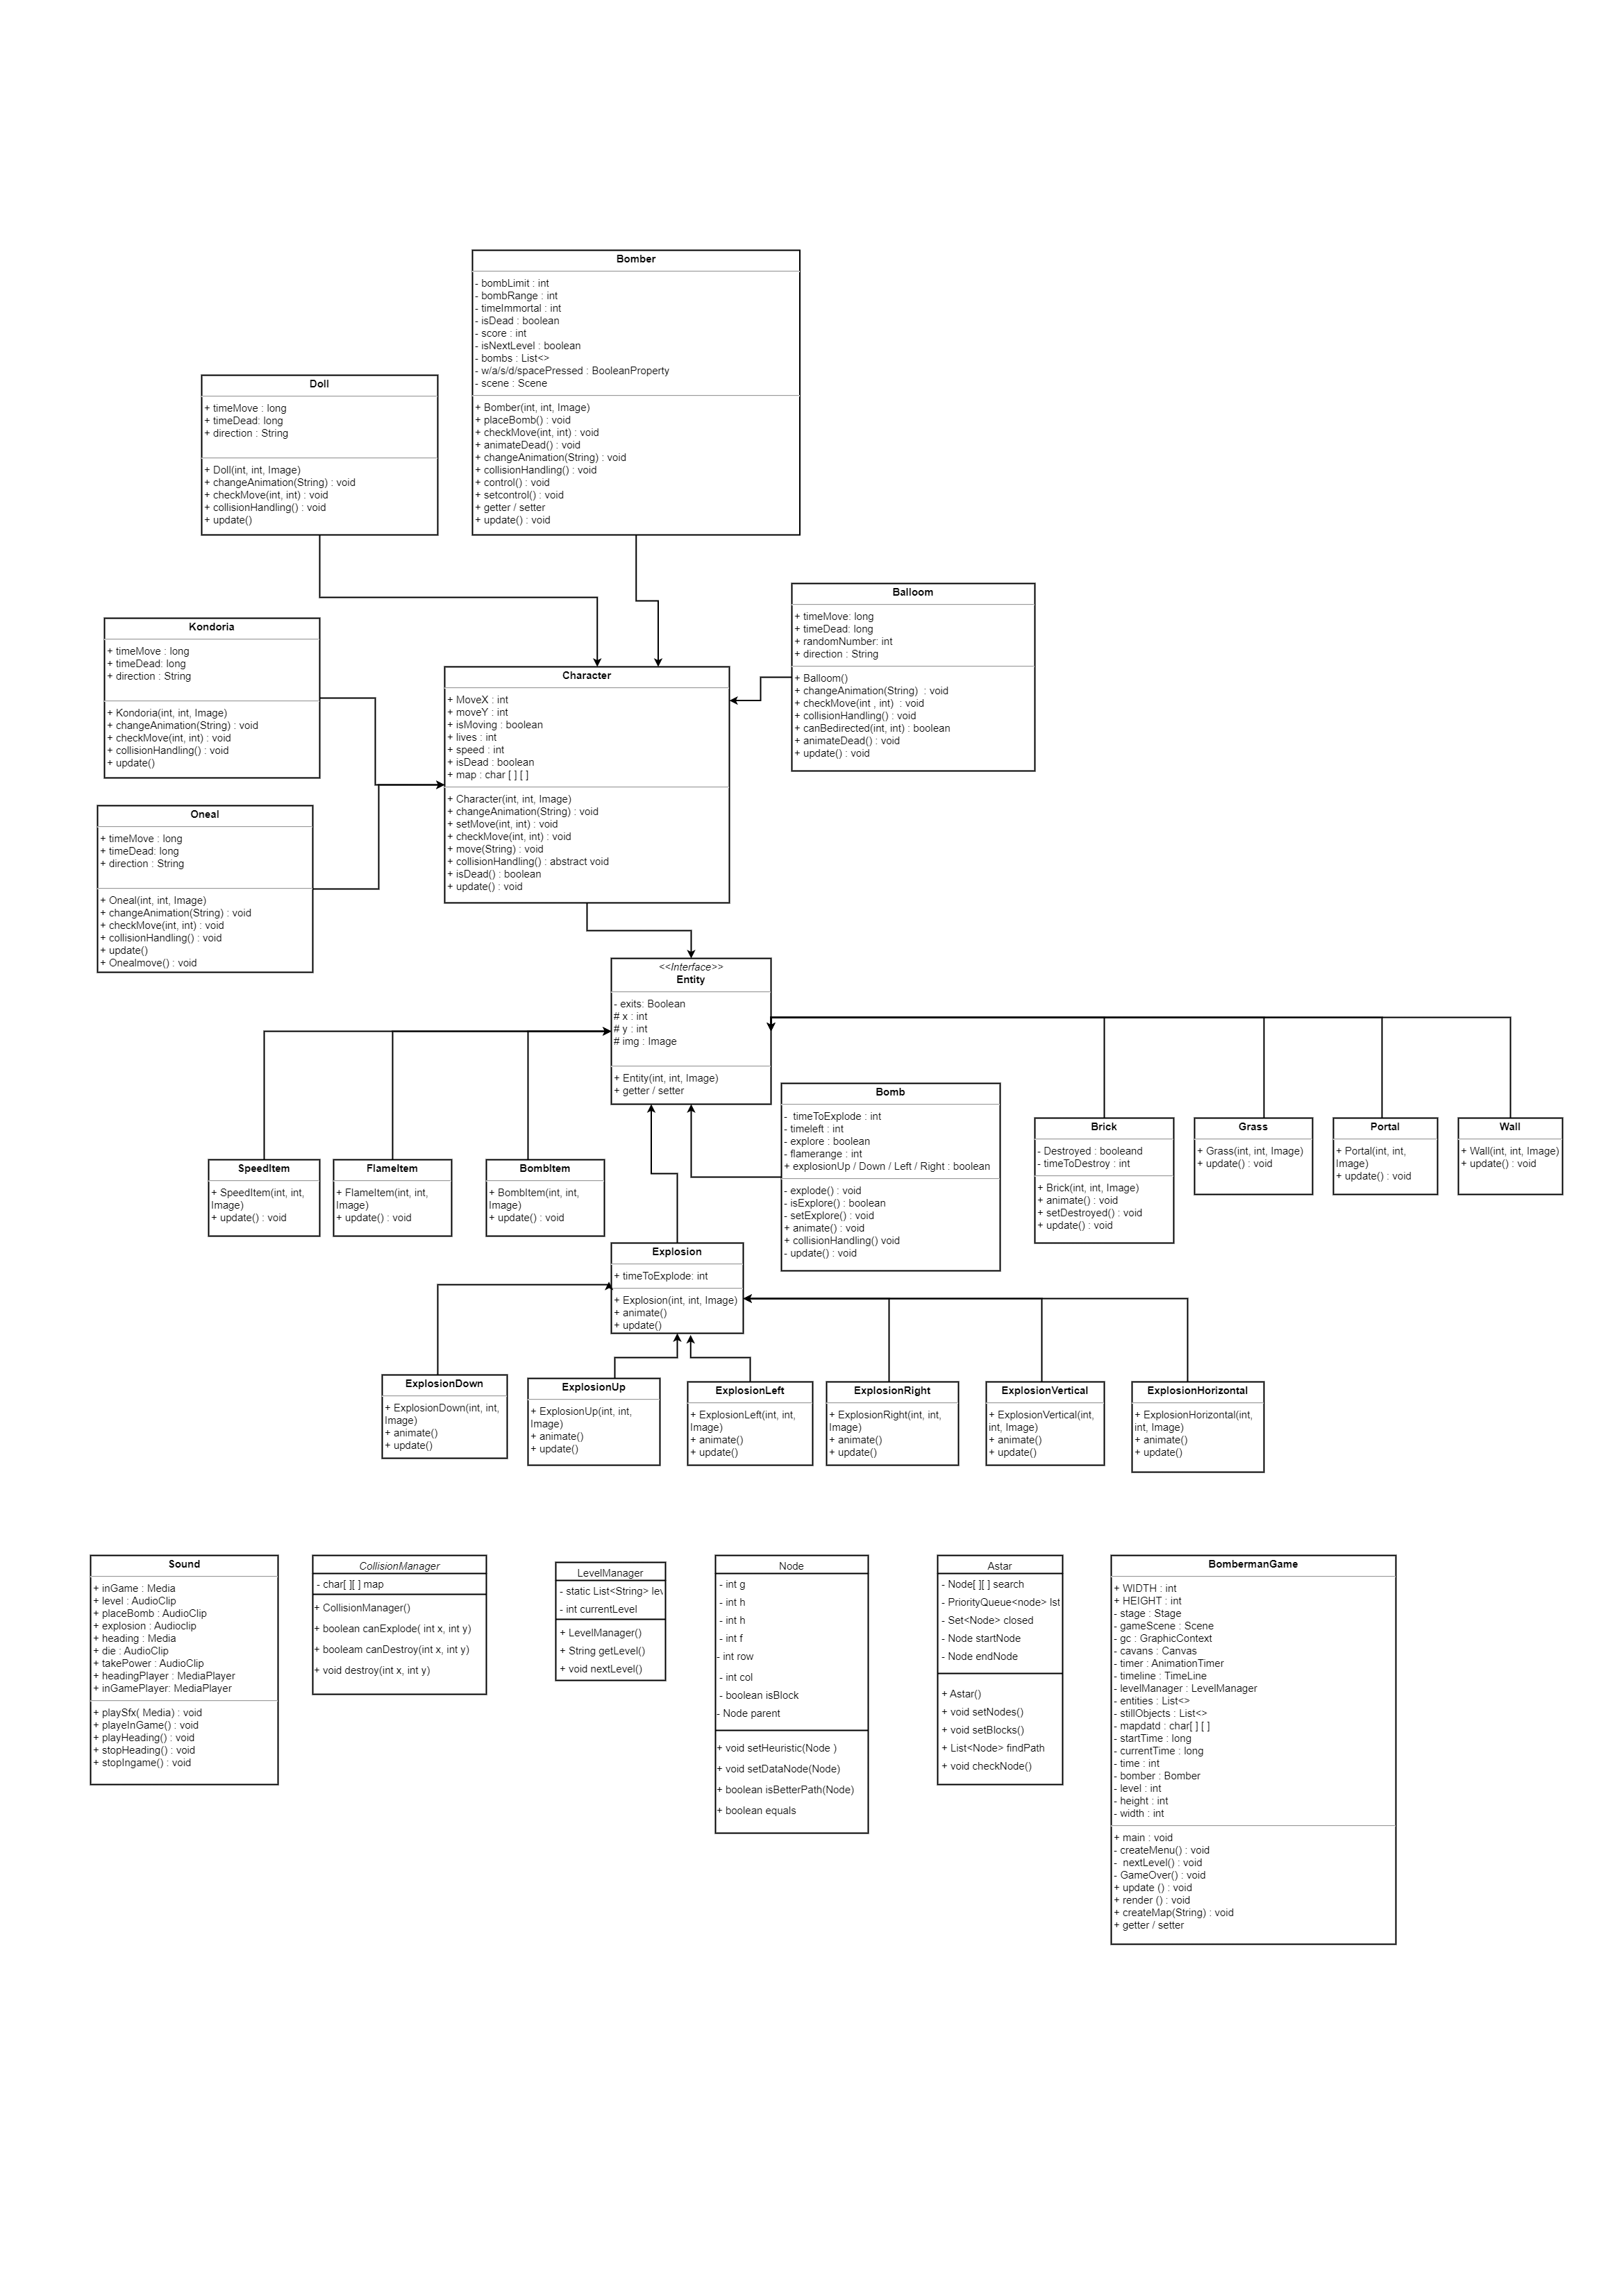 Bomber
- bombLimit : int
- bombRange : int
- timeImmortal : int
- isDead : boolean
- score : int
- isNextLevel : boolean
- bombs : List<>
- w/a/s/d/spacePressed : BooleanProperty
- scene : Scene
+ Bomber(int, int, Image)
+ placeBomb() : void
+ checkMove(int, int) : void
+ animateDead() : void
+ changeAnimation(String) : void
+ collisionHandling() : void
+ control() : void
+ setcontrol() : void
+ getter / setter
+ update() : void
Doll
+ timeMove : long
+ timeDead: long
+ direction : String
+ Doll(int, int, Image)
+ changeAnimation(String) : void
+ checkMove(int, int) : void
+ collisionHandling() : void
+ update()
Balloom
+ timeMove: long
+ timeDead: long
+ randomNumber: int
+ direction : String
+ Balloom()
+ changeAnimation(String)  : void
+ checkMove(int , int)  : void
+ collisionHandling() : void
+ canBedirected(int, int) : boolean
+ animateDead() : void
+ update() : void
Kondoria
+ timeMove : long
+ timeDead: long
+ direction : String
+ Kondoria(int, int, Image)
+ changeAnimation(String) : void
+ checkMove(int, int) : void
+ collisionHandling() : void
+ update()
Character
+ MoveX : int
+ moveY : int
+ isMoving : boolean
+ lives : int
+ speed : int
+ isDead : boolean
+ map : char [ ] [ ]
+ Character(int, int, Image)
+ changeAnimation(String) : void
+ setMove(int, int) : void
+ checkMove(int, int) : void
+ move(String) : void
+ collisionHandling() : abstract void
+ isDead() : boolean
+ update() : void
Oneal
+ timeMove : long
+ timeDead: long
+ direction : String
+ Oneal(int, int, Image)
+ changeAnimation(String) : void
+ checkMove(int, int) : void
+ collisionHandling() : void
+ update()
+ Onealmove() : void
<<Interface>>
Entity
- exits: Boolean
# x : int
# y : int
# img : Image
+ Entity(int, int, Image)
+ getter / setter
Bomb
-  timeToExplode : int
- timeleft : int
- explore : boolean
- flamerange : int
+ explosionUp / Down / Left / Right : boolean
- explode() : void
- isExplore() : boolean
- setExplore() : void
+ animate() : void
+ collisionHandling() void
- update() : void
Brick
- Destroyed : booleand
- timeToDestroy : int
+ Brick(int, int, Image)
+ animate() : void
+ setDestroyed() : void
+ update() : void
Grass
+ Grass(int, int, Image)
+ update() : void
Portal
+ Portal(int, int,
Image)
+ update() : void
Wall
+ Wall(int, int, Image)
+ update() : void
SpeedItem
+ SpeedItem(int, int,
Image)
+ update() : void
FlameItem
+ FlameItem(int, int,
Image)
+ update() : void
BombItem
+ BombItem(int, int,
Image)
+ update() : void
Explosion
+ timeToExplode: int
+ Explosion(int, int, Image)
+ animate()
+ update()
ExplosionDown
+ ExplosionDown(int, int,
Image)
+ animate()
+ update()
ExplosionUp
+ ExplosionUp(int, int,
Image)
+ animate()
+ update()
ExplosionLeft
+ ExplosionLeft(int, int,
Image)
+ animate()
+ update()
ExplosionRight
+ ExplosionRight(int, int,
Image)
+ animate()
+ update()
ExplosionVertical
+ ExplosionVertical(int,
int, Image)
+ animate()
+ update()
ExplosionHorizontal
+ ExplosionHorizontal(int,
int, Image)
+ animate()
+ update()
Sound
+ inGame : Media
+ level : AudioClip
+ placeBomb : AudioClip
+ explosion : Audioclip
+ heading : Media
+ die : AudioClip
+ takePower : AudioClip
+ headingPlayer : MediaPlayer
+ inGamePlayer: MediaPlayer
+ playSfx( Media) : void
+ playeInGame() : void
+ playHeading() : void
+ stopHeading() : void
+ stopIngame() : void
CollisionManager
- char[ ][ ] map
+ CollisionManager()
+ boolean canExplode( int x, int y)
+ booleam canDestroy(int x, int y)
+ void destroy(int x, int y)
LevelManager
- static List<String> lev
- int currentLevel
+ LevelManager()
+ String getLevel()
+ void nextLevel()
Node
- int g
- int h
- int h
- int f
- int row
- int col
- boolean isBlock
- Node parent
+ void setHeuristic(Node )
+ void setDataNode(Node)
+ boolean isBetterPath(Node)
+ boolean equals
Astar
- Node[ ][ ] search
- PriorityQueue<node> lst
- Set<Node> closed
- Node startNode
- Node endNode
+ Astar()
+ void setNodes()
+ void setBlocks()
+ List<Node> findPath
+ void checkNode()
BombermanGame
+ WIDTH : int
+ HEIGHT : int
- stage : Stage
- gameScene : Scene
- gc : GraphicContext
- cavans : Canvas
- timer : AnimationTimer
- timeline : TimeLine
- levelManager : LevelManager
- entities : List<>
- stillObjects : List<>
- mapdatd : char[ ] [ ]
- startTime : long
- currentTime : long
- time : int
- bomber : Bomber
- level : int
- height : int
- width : int
+ main : void
- createMenu() : void
-  nextLevel() : void
- GameOver() : void
+ update () : void
+ render () : void
+ createMap(String) : void
+ getter / setter